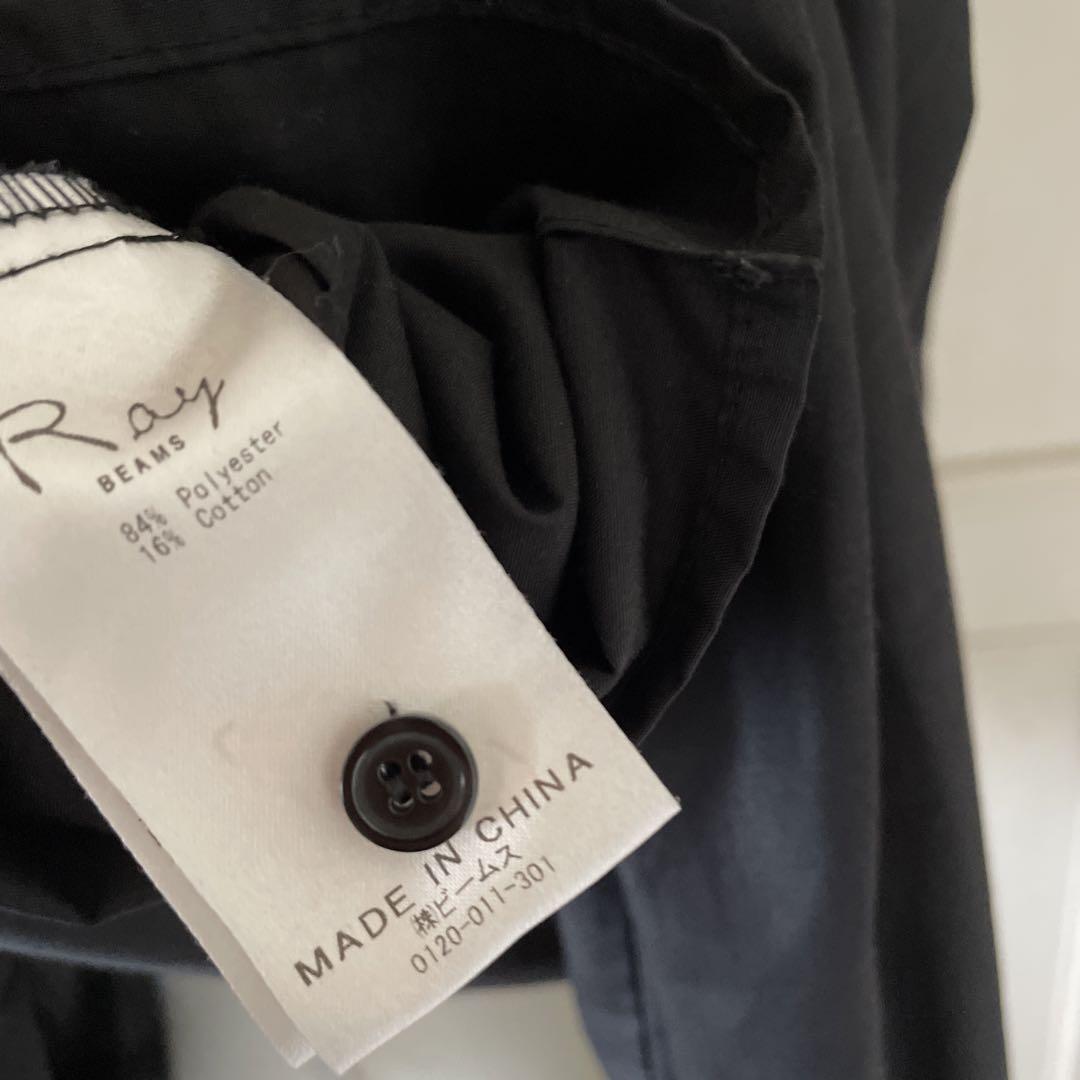 Ray
BEAMS
84% Polyester
16% Cotton
MADE IN CHINA
㈱ビームス
0120-011-301